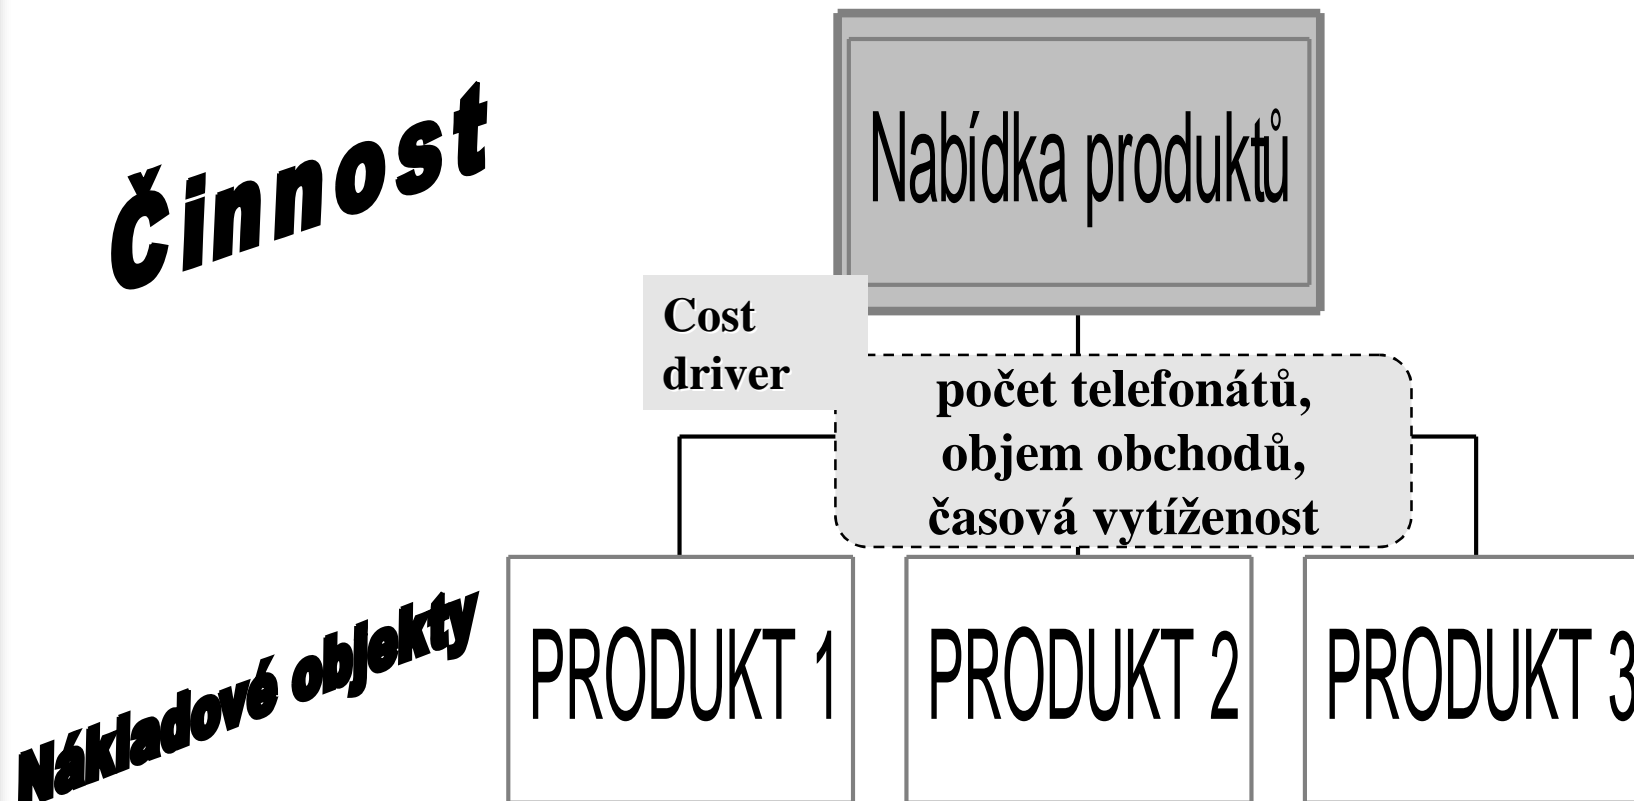 Činnost
Nabídka produktů
Cost
driver
počet telefonátů,
objem obchodů,
časová vytíženost
Nákladové objekty
PRODUKT 1
PRODUKT 2
PRODUKT 3